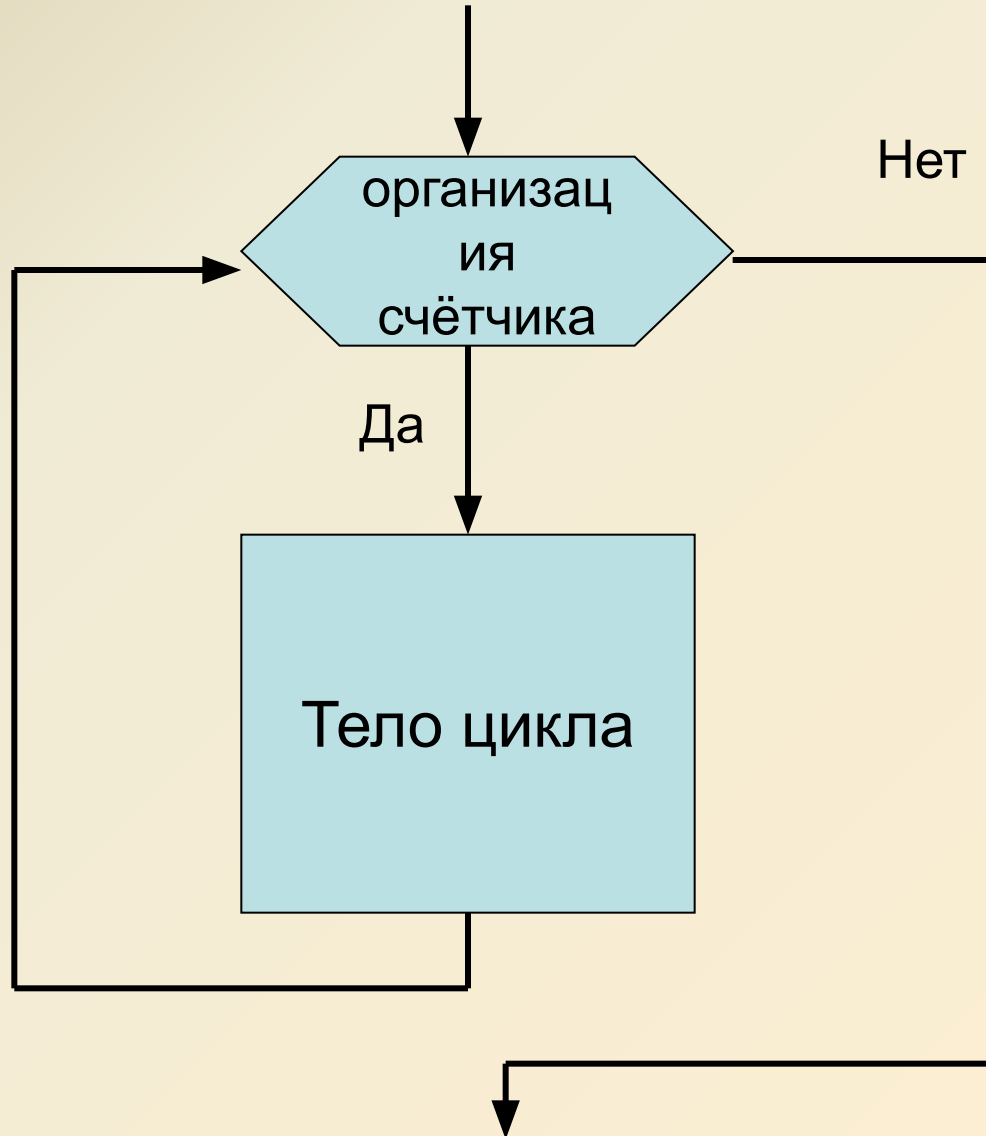 Нет
организац
ия
счётчика
Да
Тело цикла